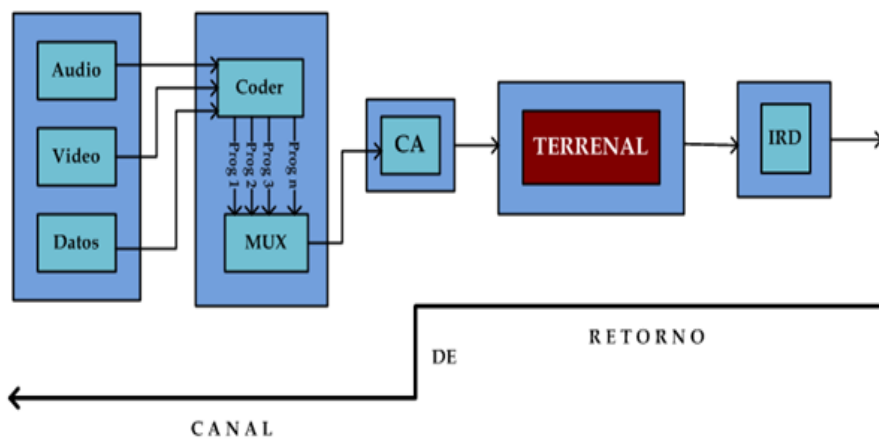 Audio
Video
Datos
Coder
Prog 1
Prog 2
Prog 3
Prog n
MUX
CA
TERRENAL
IRD
CANAL
DE
RETORNO